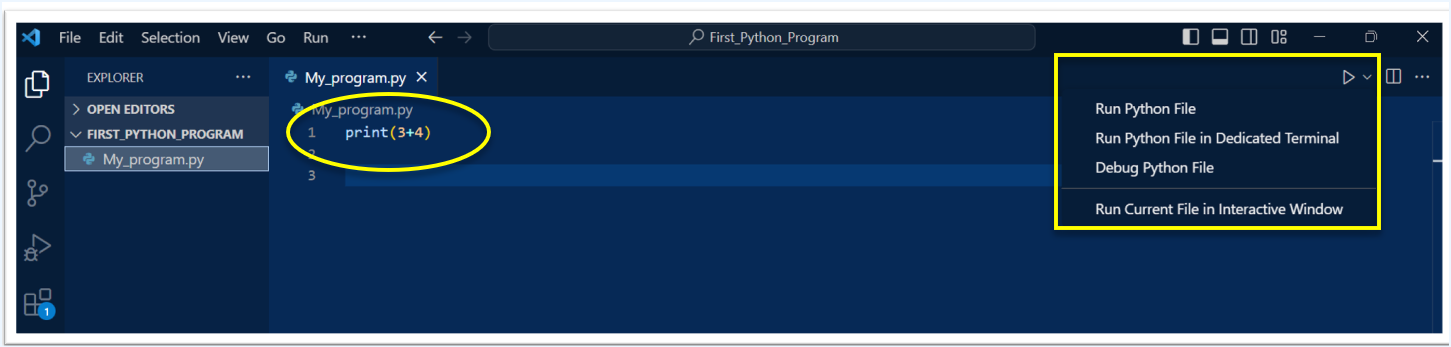 File Edit Selection View Go Run ··· First_Python_Program
EXPLORER ··· My_program.py
OPEN EDITORS
My_program.py
FIRST_PYTHON_PROGRAM
My_program.py
1 print(3+4)
2
3
1
Run Python File
Run Python File in Dedicated Terminal
Debug Python File
Run Current File in Interactive Window